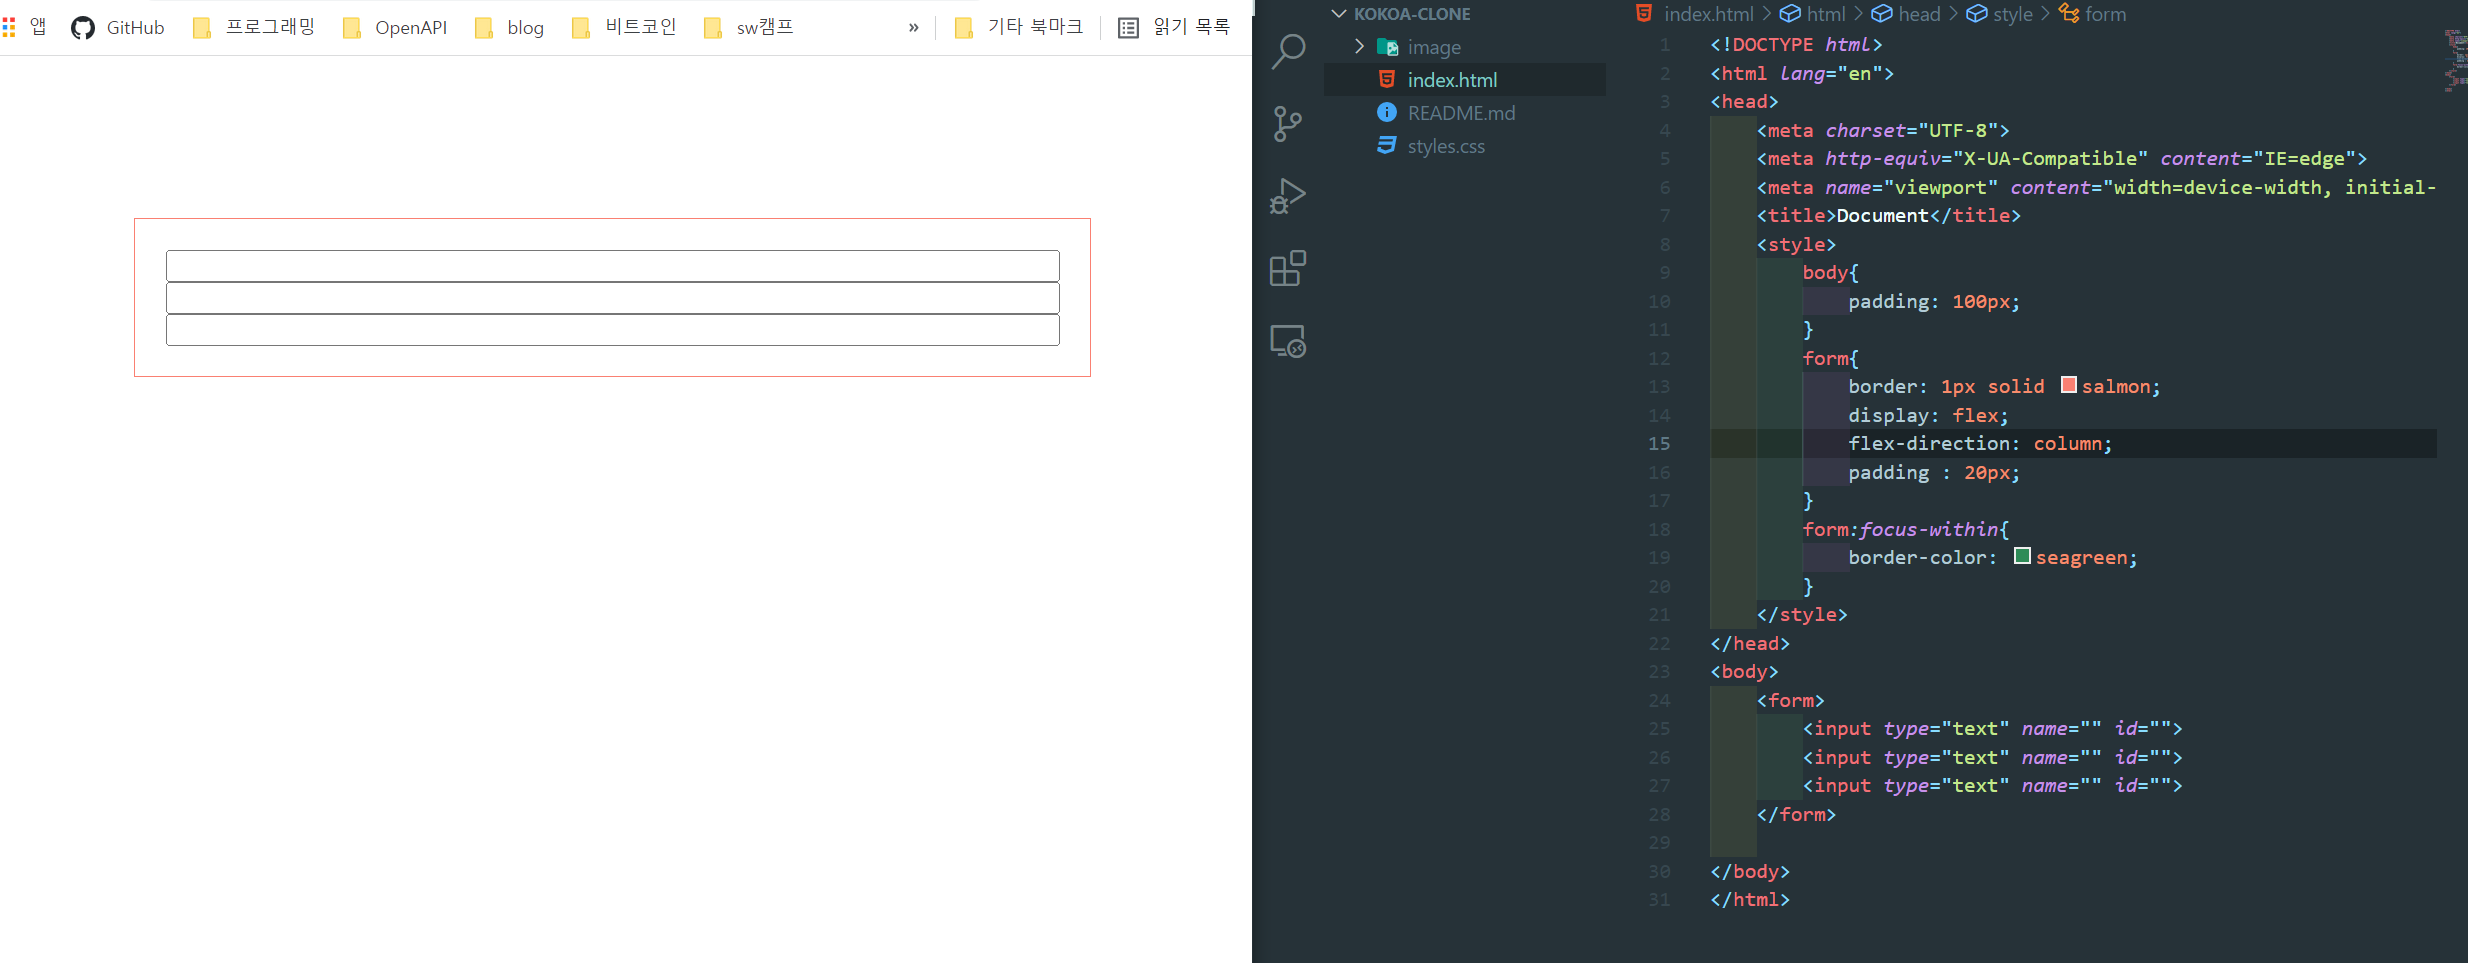 앱 GitHub 프로그래밍 OpenAPI blog 비트코인 sw캠프 » 기타 북마크 읽기 목록
KOKOA-CLONE
image
index.html
README.md
styles.css
index.html > html > head > style > form
1 <!DOCTYPE html>
2 <html lang="en">
3 <head>
4 <meta charset="UTF-8">
5 <meta http-equiv="X-UA-Compatible" content="IE=edge">
6 <meta name="viewport" content="width=device-width, initial-
7 <title>Document</title>
8 <style>
9 body{
10 padding: 100px;
11 }
12 form{
13 border: 1px solid salmon;
14 display: flex;
15 flex-direction: column;
16 padding : 20px;
17 }
18 form:focus-within{
19 border-color: seagreen;
20 }
21 </style>
22 </head>
23 <body>
24 <form>
25 <input type="text" name="" id="">
26 <input type="text" name="" id="">
27 <input type="text" name="" id="">
28 </form>
29
30 </body>
31 </html>